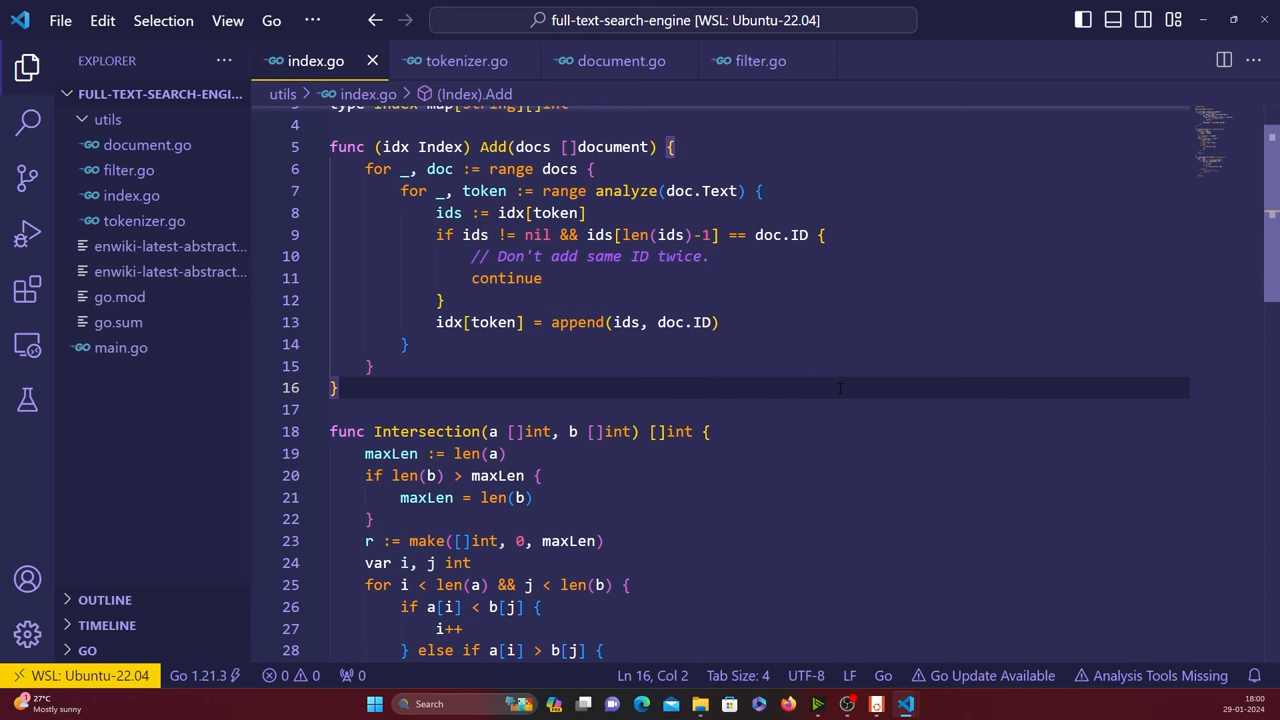 File Edit Selection View Go ··· full-text-search-engine [WSL: Ubuntu-22.04]
EXPLORER ···
index.go
tokenizer.go
document.go
filter.go
···
utils > index.go > (Index).Add
FULL-TEXT-SEARCH-ENGI...
utils
document.go
filter.go
index.go
tokenizer.go
enwiki-latest-abstract...
enwiki-latest-abstract...
go.mod
go.sum
main.go
OUTLINE
TIMELINE
GO
3 type Index map[string][]int
4
5 func (idx Index) Add(docs []document) {
6 for _, doc := range docs {
7 for _, token := range analyze(doc.Text) {
8 ids := idx[token]
9 if ids != nil && ids[len(ids)-1] == doc.ID {
10 // Don't add same ID twice.
11 continue
12 }
13 idx[token] = append(ids, doc.ID)
14 }
15 }
16 }
17
18 func Intersection(a []int, b []int) []int {
19 maxLen := len(a)
20 if len(b) > maxLen {
21 maxLen = len(b)
22 }
23 r := make([]int, 0, maxLen)
24 var i, j int
25 for i < len(a) && j < len(b) {
26 if a[i] < b[j] {
27 i++
28 } else if a[i] > b[j] {
WSL: Ubuntu-22.04 Go 1.21.3 0 0 0 Ln 16, Col 2 Tab Size: 4 UTF-8 LF Go Go Update Available Analysis Tools Missing
27°C
Mostly sunny
Search
18:00
29-01-2024